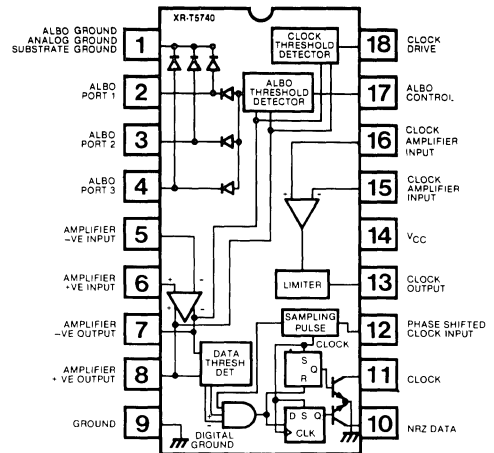 XR-T5740
ALBO GROUND
ANALOG GROUND
SUBSTRATE GROUND
1
ALBO
PORT 1
2
ALBO
PORT 2
3
ALBO
PORT 3
4
AMPLIFIER
-VE INPUT
5
AMPLIFIER
+VE INPUT
6
AMPLIFIER
-VE OUTPUT
7
AMPLIFIER
+ VE OUTPUT
8
GROUND
9
CLOCK
THRESHOLD
DETECTOR
ALBO
THRESHOLD
DETECTOR
- -
LIMITER
+ -
+ -
SAMPLING
PULSE
CLOCK
DATA
THRESH
DET
S
Q
R
D S Q
CLK
DIGITAL
GROUND
18
CLOCK
DRIVE
17
ALBO
CONTROL
16
CLOCK
AMPLIFIER
INPUT
15
CLOCK
AMPLIFIER
INPUT
14
VCC
13
CLOCK
OUTPUT
12
PHASE SHIFTED
CLOCK INPUT
11
CLOCK
10
NRZ DATA